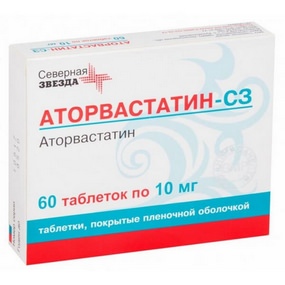 Северная
ЗВЕЗДА
АТОРВАСТАТИН-СЗ
Аторвастатин
60 таблеток по 10 мг
таблетки, покрытые пленочной оболочкой